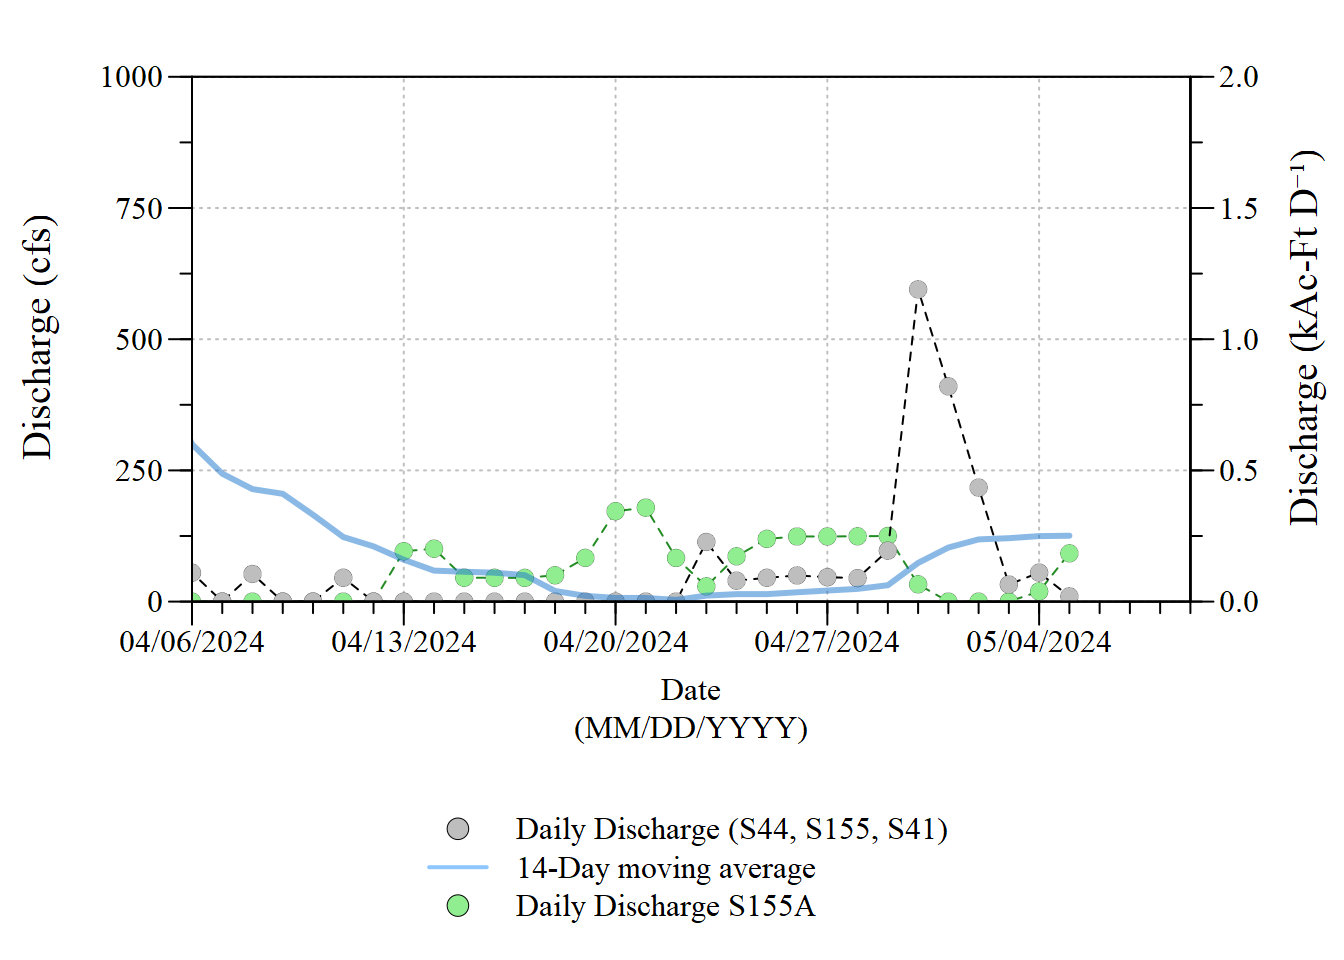 1000
750
500
250
0
Discharge (cfs)
2.0
1.5
1.0
0.5
0.0
Discharge (kAc-Ft D⁻¹)
04/06/2024 04/13/2024 04/20/2024 04/27/2024 05/04/2024
Date
(MM/DD/YYYY)
Daily Discharge (S44, S155, S41)
14-Day moving average
Daily Discharge S155A